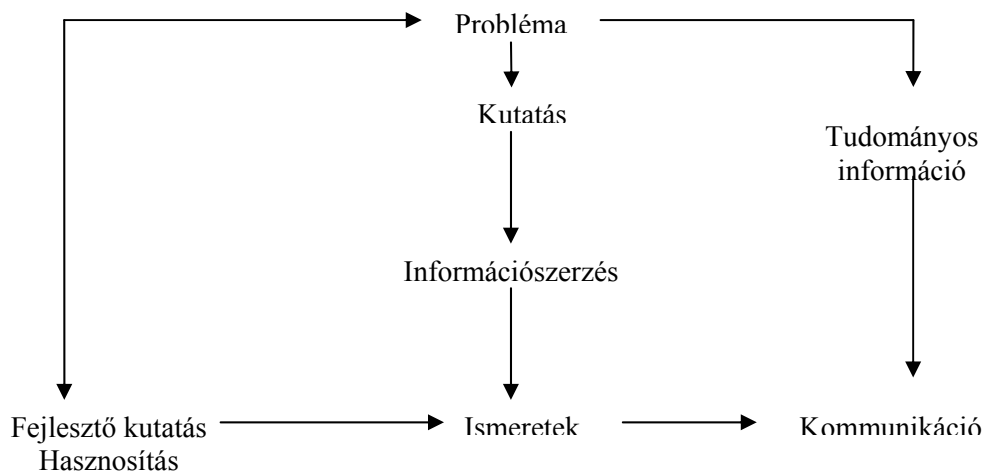 Probléma
Kutatás
Tudományos
információ
Információszerzés
Fejlesztő kutatás
Hasznosítás
Ismeretek
Kommunikáció